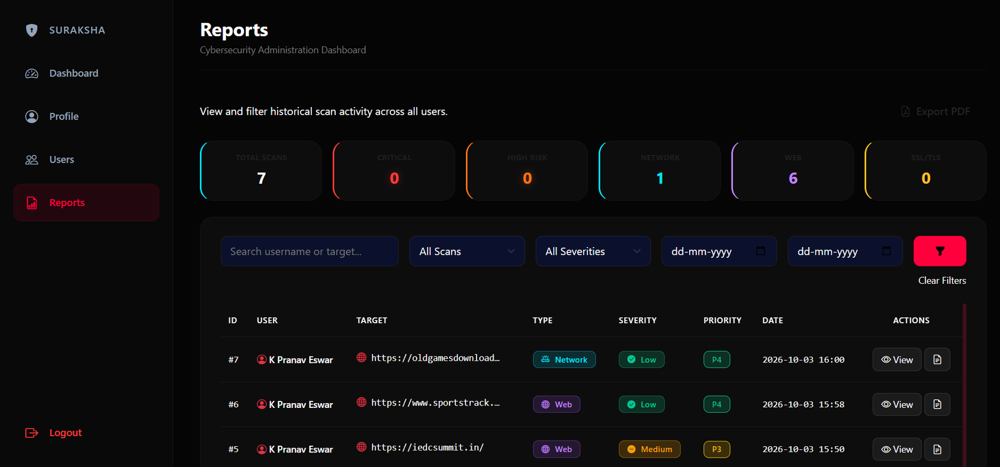 SURAKSHA
Dashboard
Profile
Users
Reports
Logout
Reports
Cybersecurity Administration Dashboard
View and filter historical scan activity across all users.
Export PDF
TOTAL SCANS
7
CRITICAL
0
HIGH RISK
0
NETWORK
1
WEB
6
SSL/TLS
0
Search username or target...
All Scans
All Severities
dd-mm-yyyy
dd-mm-yyyy
Clear Filters
ID USER TARGET TYPE SEVERITY PRIORITY DATE ACTIONS
#7 K Pranav Eswar https://oldgamesdownload… Network Low P4 2026-10-03 16:00 View
#6 K Pranav Eswar https://www.sportstrack.… Web Low P4 2026-10-03 15:58 View
#5 K Pranav Eswar https://iedcsummit.in/ Web Medium P3 2026-10-03 15:50 View